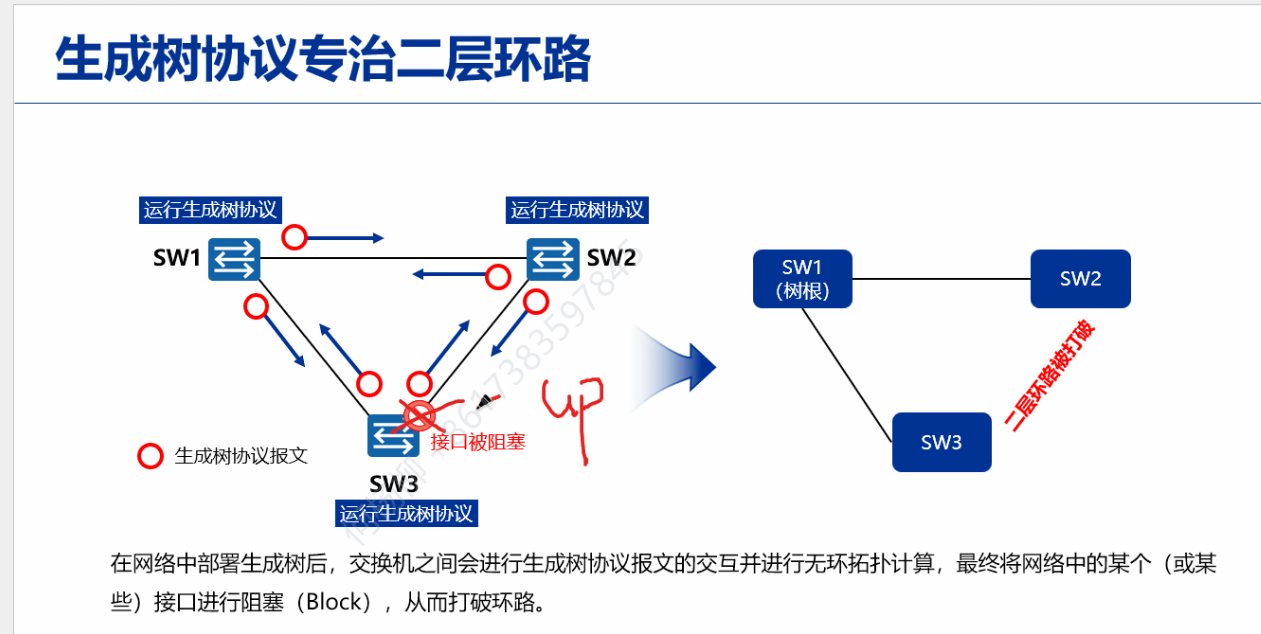 生成树协议专治二层环路
运行生成树协议
运行生成树协议
SW1
SW2
SW1
（树根）
SW2
up
二层环路被打破
接口被阻塞
SW3
生成树协议报文
SW3
运行生成树协议
在网络中部署生成树后，交换机之间会进行生成树协议报文的交互并进行无环拓扑计算，最终将网络中的某个（或某
些）接口进行阻塞（Block），从而打破环路。